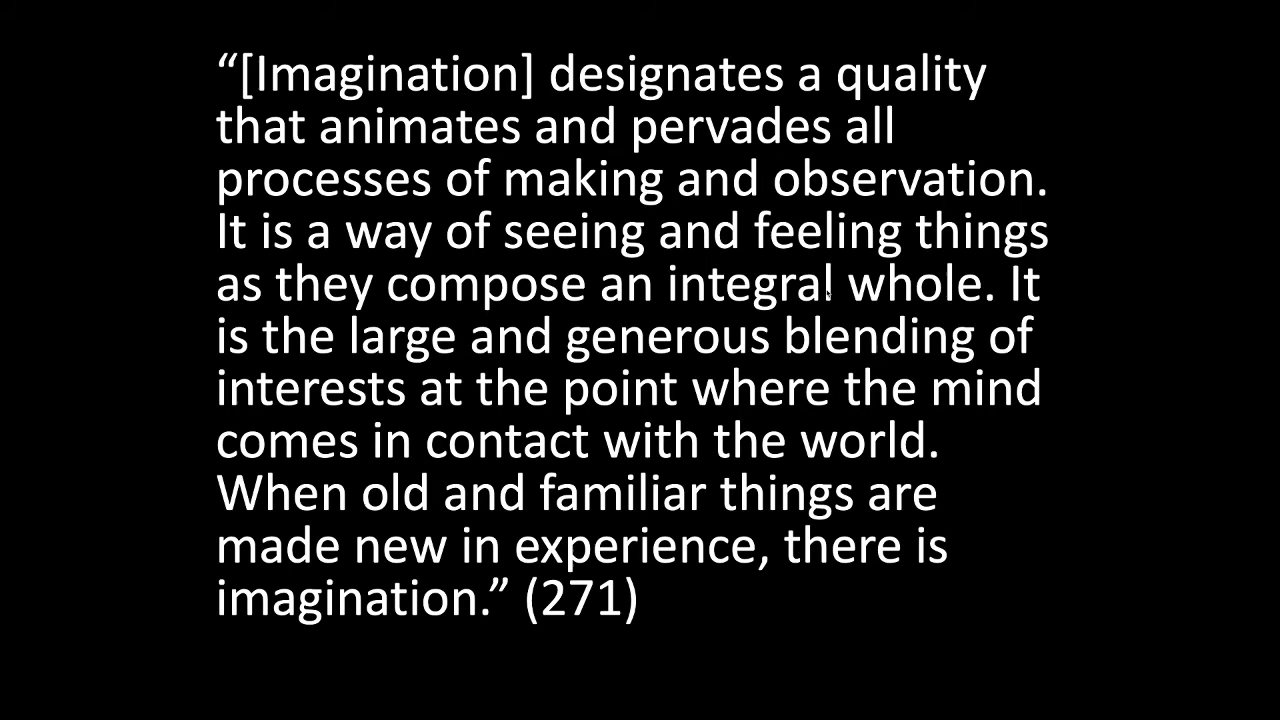 “[Imagination] designates a quality
that animates and pervades all
processes of making and observation.
It is a way of seeing and feeling things
as they compose an integral whole. It
is the large and generous blending of
interests at the point where the mind
comes in contact with the world.
When old and familiar things are
made new in experience, there is
imagination.” (271)